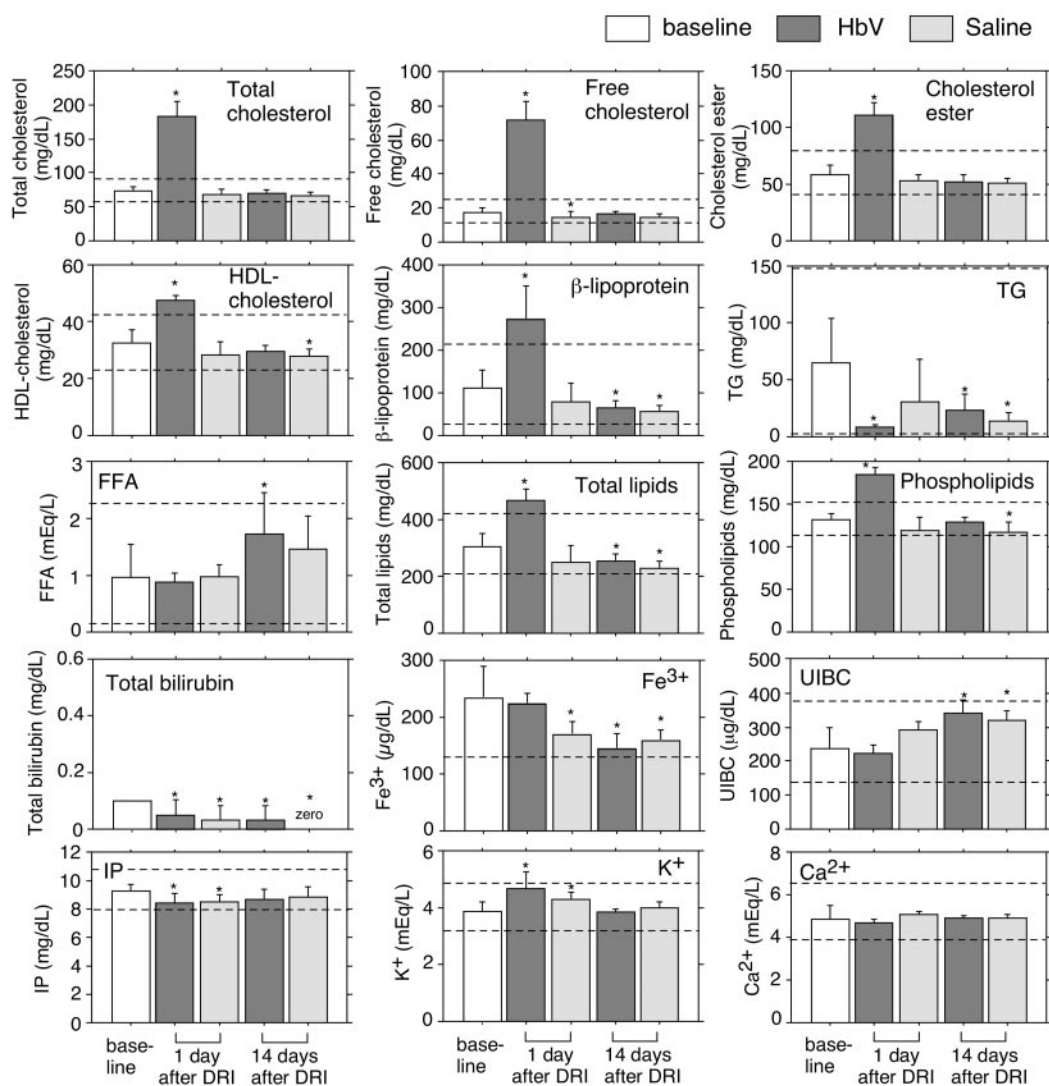 baseline HbV Saline
Total cholesterol
(mg/dL)
250
200
150
100
50
0
Total
cholesterol
*
Free cholesterol
(mg/dL)
100
80
60
40
20
0
Free
cholesterol
* *
Cholesterol ester
(mg/dL)
150
100
50
0
Cholesterol
ester
*
HDL-cholesterol
(mg/dL)
60
40
20
0
HDL-
cholesterol
* *
β-lipoprotein (mg/dL)
400
300
200
100
0
β-lipoprotein
* * *
TG (mg/dL)
150
100
50
0
TG
* * *
FFA (mEq/L)
3
2
1
0
FFA
*
Total lipids (mg/dL)
600
400
200
0
Total lipids
* * *
Phospholipids (mg/dL)
200
150
100
50
0
Phospholipids
* *
Total bilirubin (mg/dL)
0.6
0.4
0.2
0
Total bilirubin
* * * *
zero
Fe3+ (µg/dL)
300
200
100
0
Fe3+
* * *
UIBC (µg/dL)
500
400
300
200
100
0
UIBC
* *
IP (mg/dL)
12
10
8
6
4
2
0
IP
* *
K+ (mEq/L)
6
4
2
0
K+
* *
Ca2+ (mEq/L)
8
6
4
2
0
Ca2+
base-
line
1 day
after DRI
14 days
after DRI
base-
line
1 day
after DRI
14 days
after DRI
base-
line
1 day
after DRI
14 days
after DRI